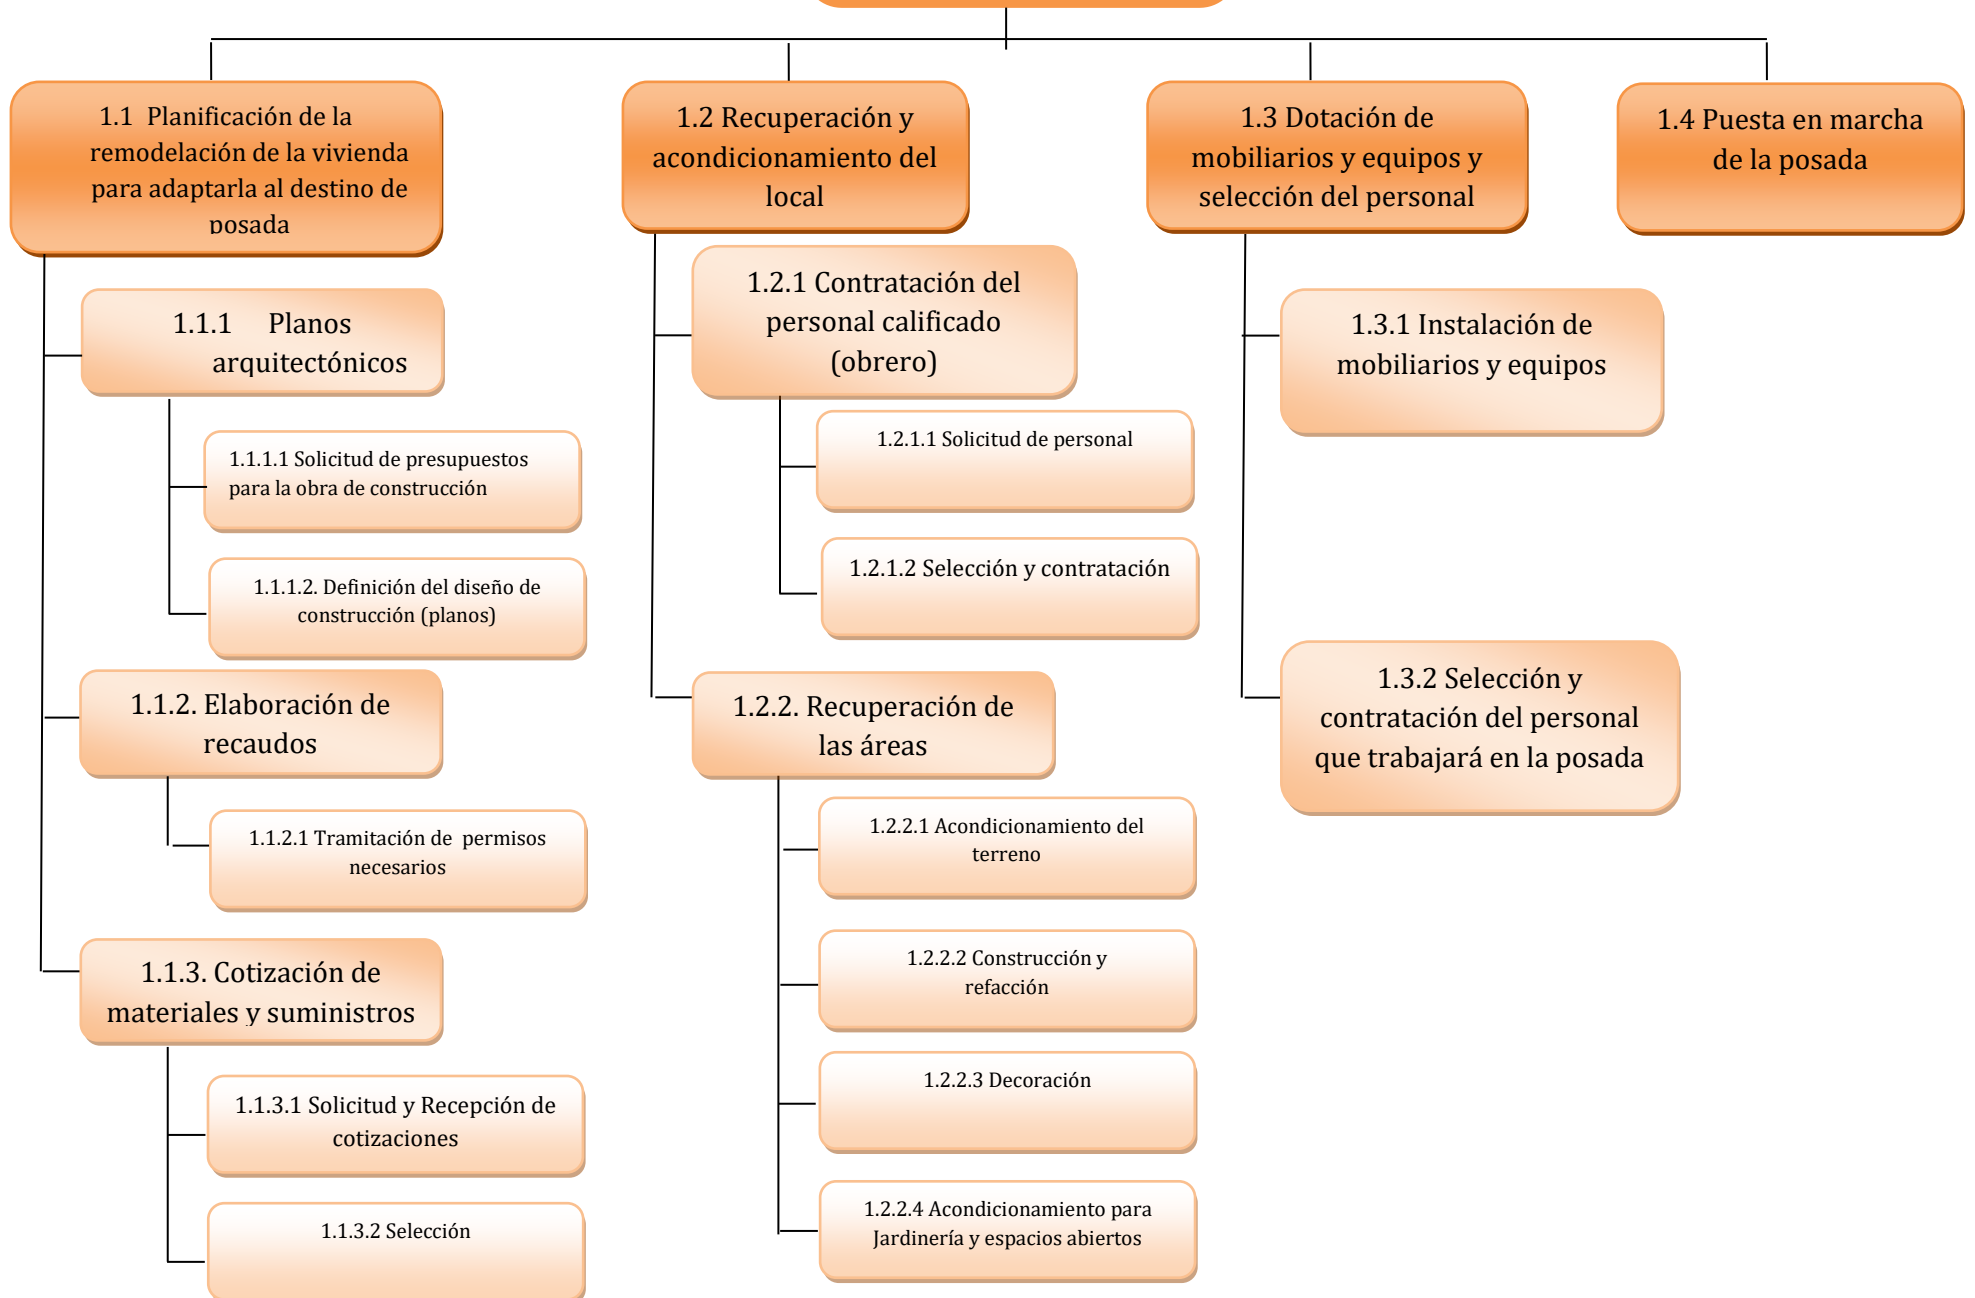 1.1 Planificación de la
remodelación de la vivienda
para adaptarla al destino de
posada
1.1.1 Planos
arquitectónicos
1.1.1.1 Solicitud de presupuestos
para la obra de construcción
1.1.1.2. Definición del diseño de
construcción (planos)
1.1.2. Elaboración de
recaudos
1.1.2.1 Tramitación de permisos
necesarios
1.1.3. Cotización de
materiales y suministros
1.1.3.1 Solicitud y Recepción de
cotizaciones
1.1.3.2 Selección
1.2 Recuperación y
acondicionamiento del
local
1.2.1 Contratación del
personal calificado
(obrero)
1.2.1.1 Solicitud de personal
1.2.1.2 Selección y contratación
1.2.2. Recuperación de
las áreas
1.2.2.1 Acondicionamiento del
terreno
1.2.2.2 Construcción y
refacción
1.2.2.3 Decoración
1.2.2.4 Acondicionamiento para
Jardinería y espacios abiertos
1.3 Dotación de
mobiliarios y equipos y
selección del personal
1.3.1 Instalación de
mobiliarios y equipos
1.3.2 Selección y
contratación del personal
que trabajará en la posada
1.4 Puesta en marcha
de la posada